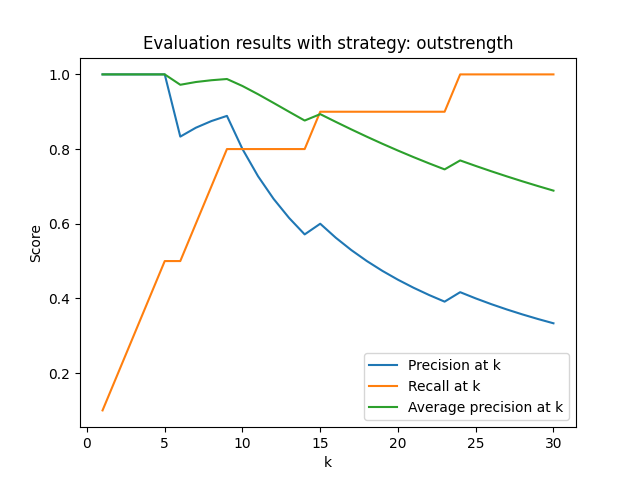 Evaluation results with strategy: outstrength
Score
1.0
0.8
0.6
0.4
0.2
0
5
10
15
20
25
30
k
Precision at k
Recall at k
Average precision at k